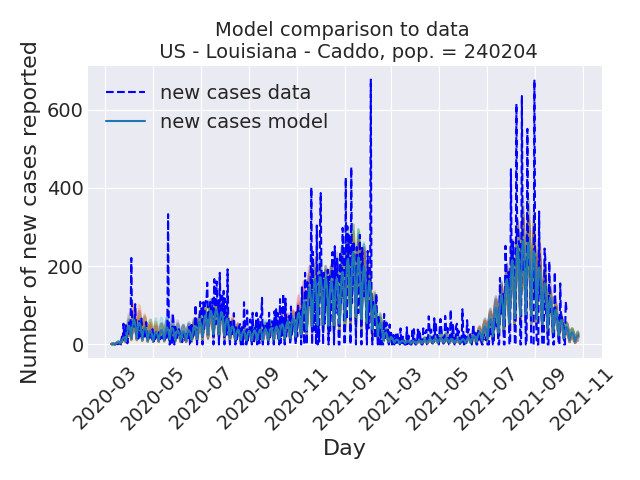 Model comparison to data
US - Louisiana - Caddo, pop. = 240204
Number of new cases reported
600
400
200
0
new cases data
new cases model
2020-03
2020-05
2020-07
2020-09
2020-11
2021-01
2021-03
2021-05
2021-07
2021-09
2021-11
Day